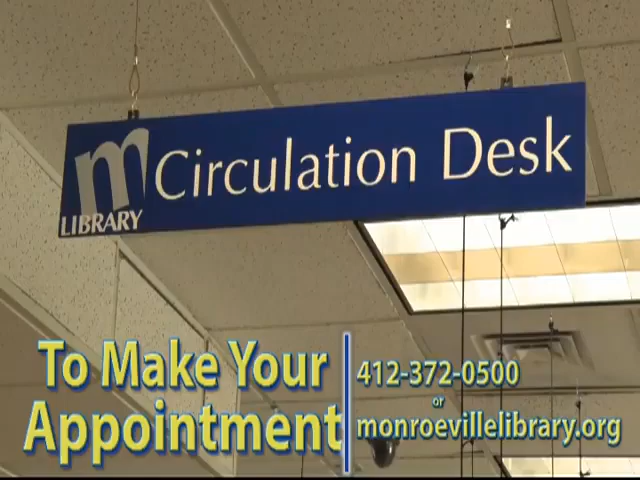 m
LIBRARY
Circulation Desk
To Make Your
Appointment
412-372-0500
or
monroevillelibrary.org